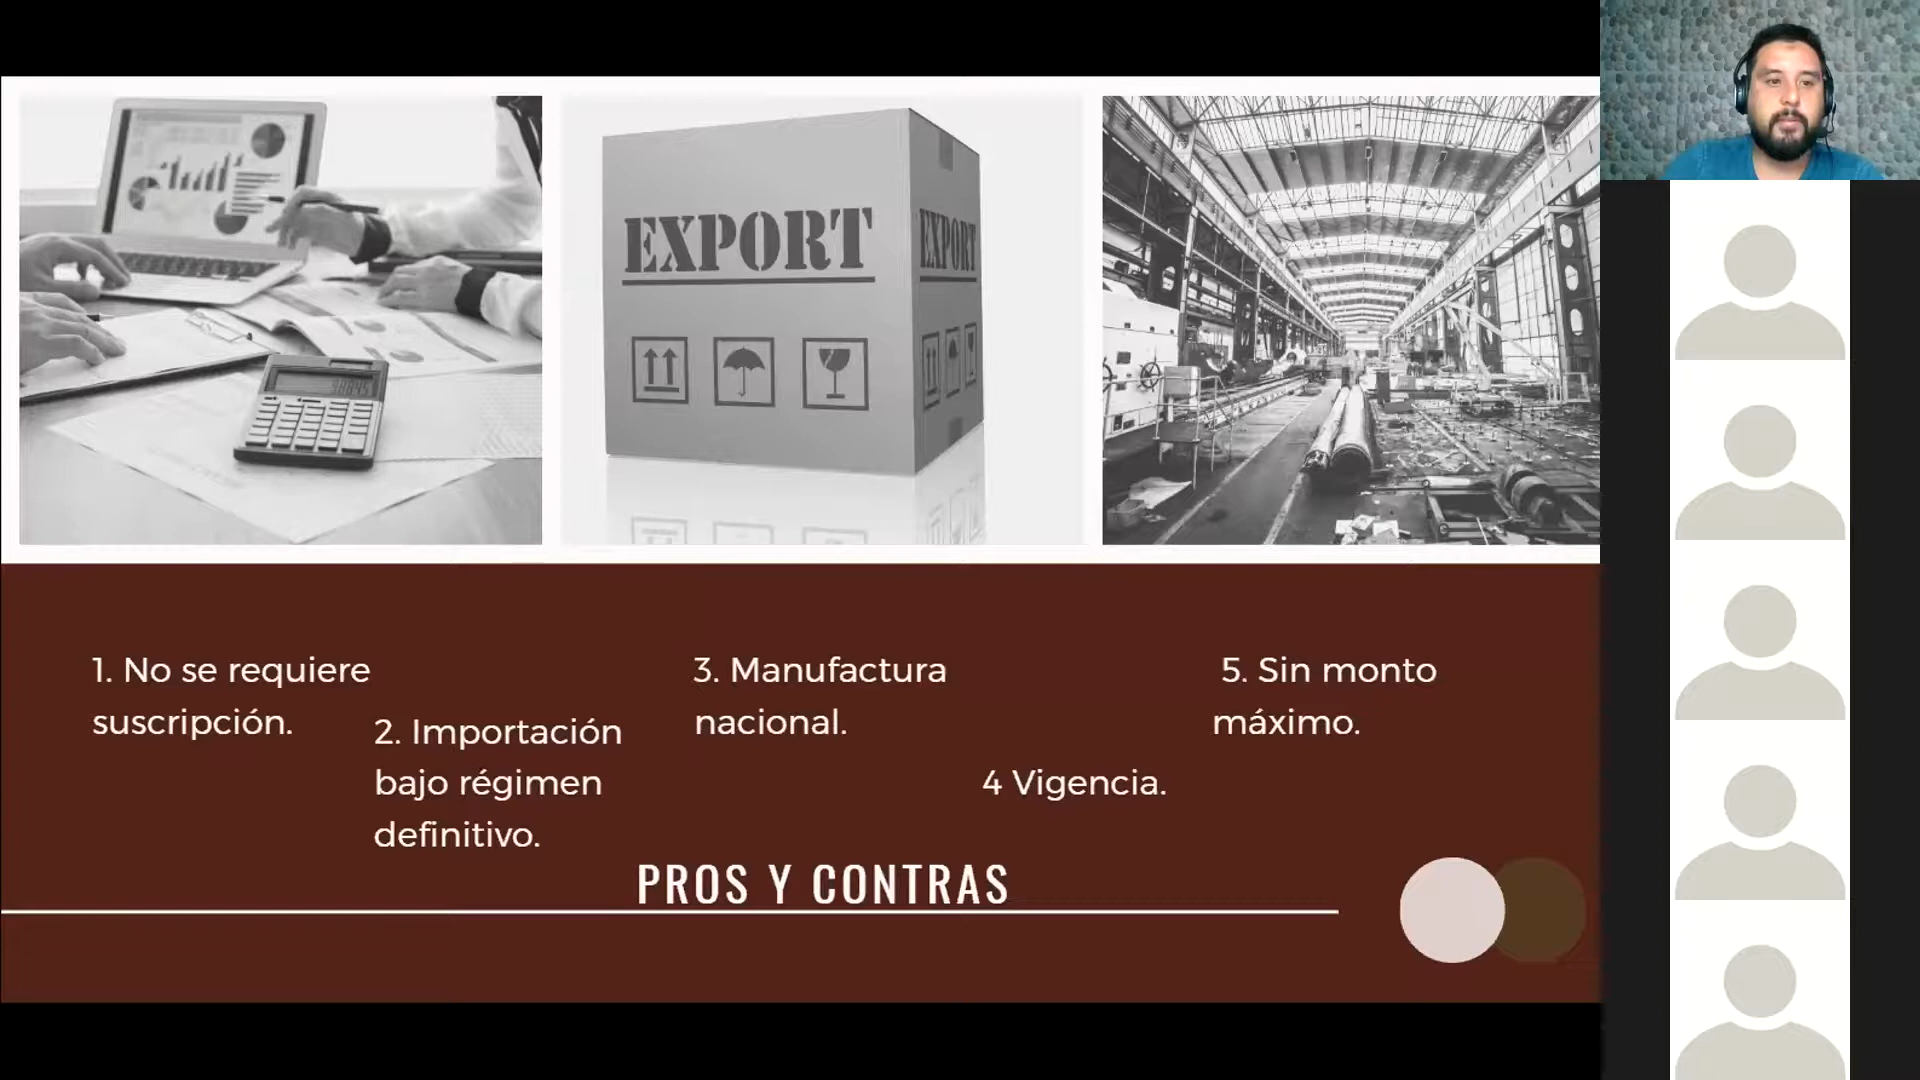 EXPORT
EXPORT
1. No se requiere
suscripción.
2. Importación
bajo régimen
definitivo.
3. Manufactura
nacional.
4 Vigencia.
5. Sin monto
máximo.
PROS Y CONTRAS